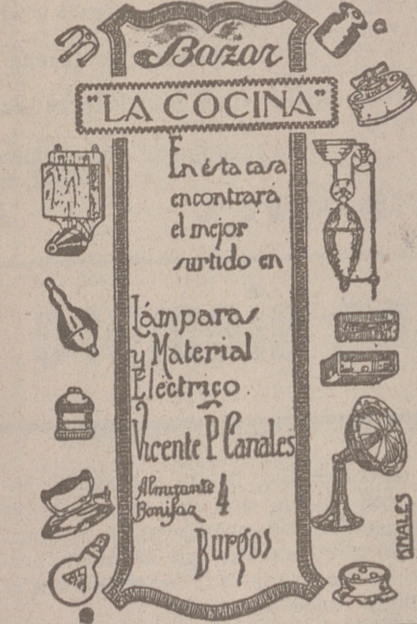 Bazar
"LA COCINA"
En ésta casa
encontrará
el mejor
surtido en
Lámparas
y Material
Eléctrico
Vicente P. Canales
Almirante
Bonifaz 4
Burgos